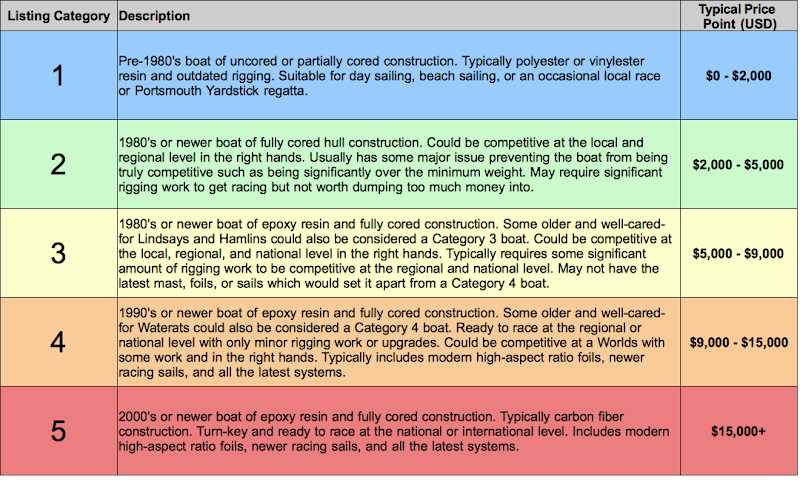 Listing Category Description Typical Price
Point (USD)
1
Pre-1980's boat of uncored or partially cored construction. Typically polyester or vinylester
resin and outdated rigging. Suitable for day sailing, beach sailing, or an occasional local race
or Portsmouth Yardstick regatta.
$0 - $2,000
2
1980's or newer boat of fully cored hull construction. Could be competitive at the local and
regional level in the right hands. Usually has some major issue preventing the boat from being
truly competitive such as being significantly over the minimum weight. May require significant
rigging work to get racing but not worth dumping too much money into.
$2,000 - $5,000
3
1980's or newer boat of epoxy resin and fully cored construction. Some older and well-cared-
for Lindsays and Hamlins could also be considered a Category 3 boat. Could be competitive at
the local, regional, and national level in the right hands. Typically requires some significant
amount of rigging work to be competitive at the regional and national level. May not have the
latest mast, foils, or sails which would set it apart from a Category 4 boat.
$5,000 - $9,000
4
1990's or newer boat of epoxy resin and fully cored construction. Some older and well-cared-
for Waterats could also be considered a Category 4 boat. Ready to race at the regional or
national level with only minor rigging work or upgrades. Could be competitive at a Worlds with
some work and in the right hands. Typically includes modern high-aspect ratio foils, newer
racing sails, and all the latest systems.
$9,000 - $15,000
5
2000's or newer boat of epoxy resin and fully cored construction. Typically carbon fiber
construction. Turn-key and ready to race at the national or international level. Includes modern
high-aspect ratio foils, newer racing sails, and all the latest systems.
$15,000+